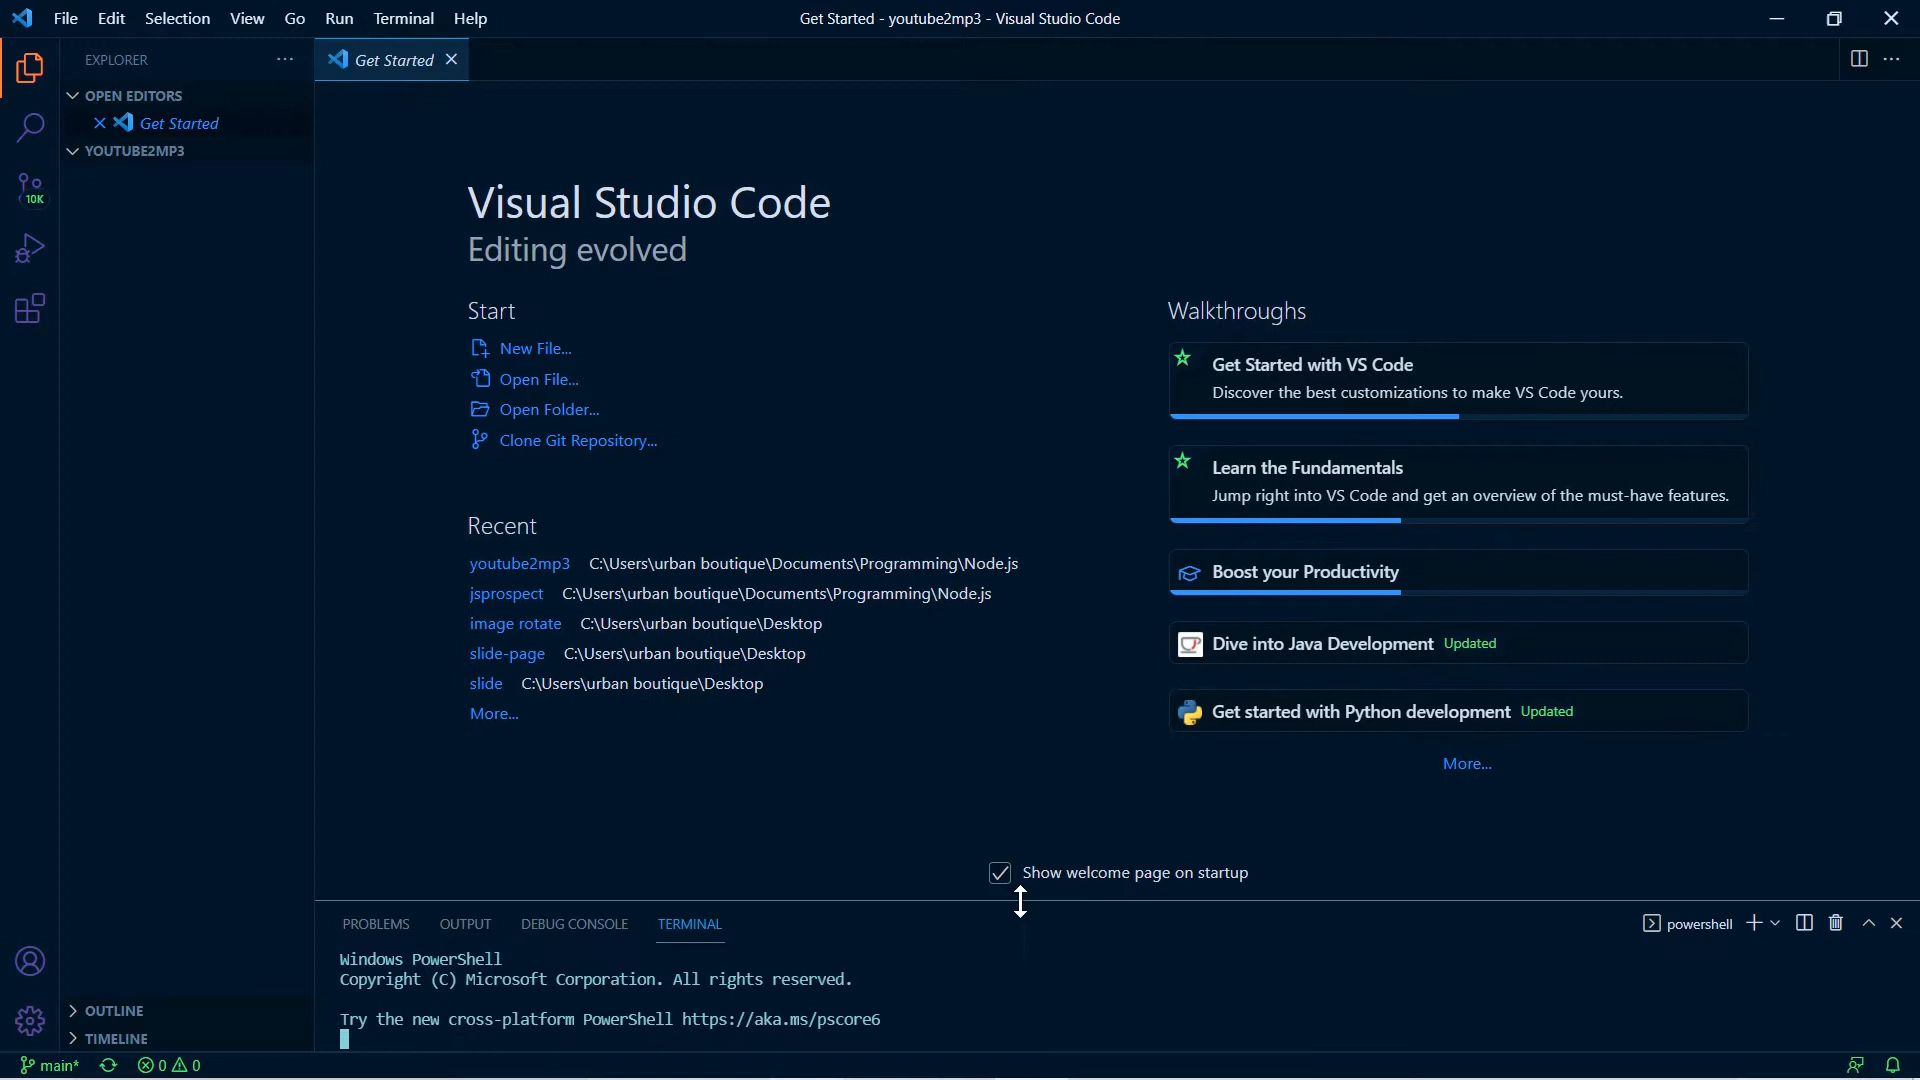 File Edit Selection View Go Run Terminal Help
Get Started - youtube2mp3 - Visual Studio Code
EXPLORER
Get Started
OPEN EDITORS
Get Started
YOUTUBE2MP3
10K
Visual Studio Code
Editing evolved
Start
New File...
Open File...
Open Folder...
Clone Git Repository...
Recent
youtube2mp3 C:\Users\urban boutique\Documents\Programming\Node.js
jsprospect C:\Users\urban boutique\Documents\Programming\Node.js
image rotate C:\Users\urban boutique\Desktop
slide-page C:\Users\urban boutique\Desktop
slide C:\Users\urban boutique\Desktop
More...
Walkthroughs
Get Started with VS Code
Discover the best customizations to make VS Code yours.
Learn the Fundamentals
Jump right into VS Code and get an overview of the must-have features.
Boost your Productivity
Dive into Java Development Updated
Get started with Python development Updated
More...
Show welcome page on startup
PROBLEMS OUTPUT DEBUG CONSOLE TERMINAL
powershell
Windows PowerShell
Copyright (C) Microsoft Corporation. All rights reserved.
Try the new cross-platform PowerShell https://aka.ms/pscore6
OUTLINE
TIMELINE
main* 0 0